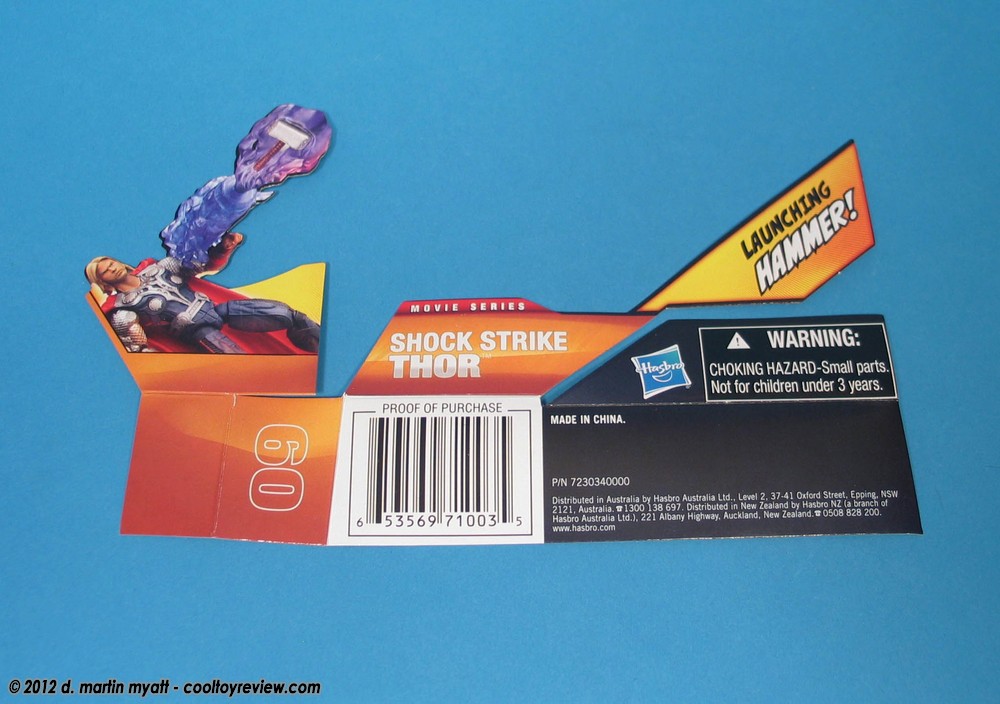 LAUNCHING
HAMMER!
MOVIE SERIES
SHOCK STRIKE
THOR™
Hasbro
WARNING:
CHOKING HAZARD-Small parts.
Not for children under 3 years.
09
PROOF OF PURCHASE
6 53569 71003 5
MADE IN CHINA.
P/N 7230340000
Distributed in Australia by Hasbro Australia Ltd., Level 2, 37-41 Oxford Street, Epping, NSW
2121, Australia. ☎1300 138 697. Distributed in New Zealand by Hasbro NZ (a branch of
Hasbro Australia Ltd.), 221 Albany Highway, Auckland, New Zealand.☎0508 828 200.
www.hasbro.com
© 2012 d. martin myatt - cooltoyreview.com